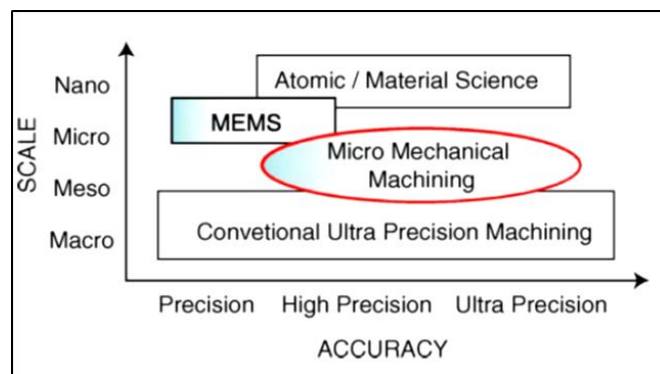 Nano
Atomic / Material Science
MEMS
Micro
Micro Mechanical
Machining
SCALE
Meso
Macro
Convetional Ultra Precision Machining
Precision
High Precision
Ultra Precision
ACCURACY